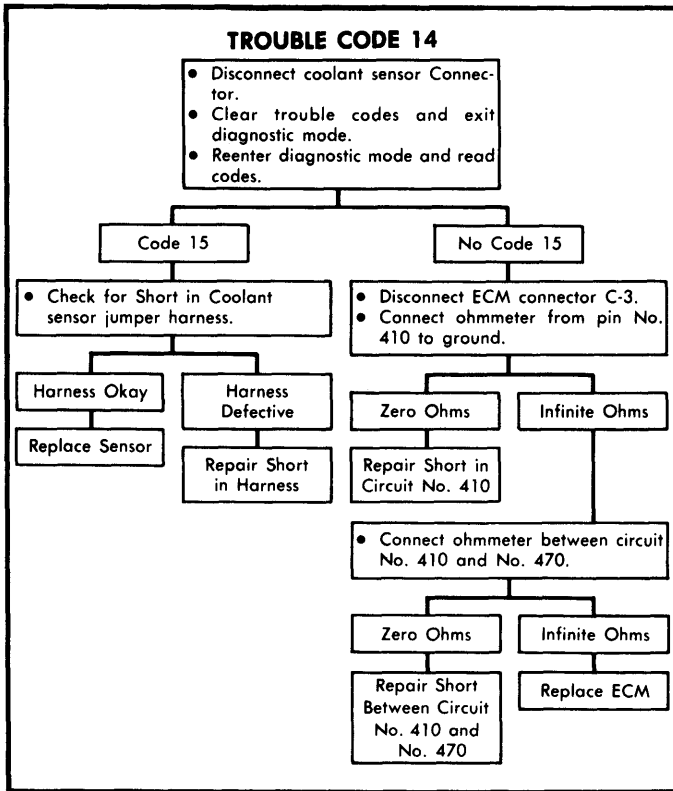 TROUBLE CODE 14
• Disconnect coolant sensor Connec-
tor.
• Clear trouble codes and exit
diagnostic mode.
• Reenter diagnostic mode and read
codes.
Code 15
No Code 15
• Check for Short in Coolant
sensor jumper harness.
• Disconnect ECM connector C-3.
• Connect ohmmeter from pin No.
410 to ground.
Harness Okay
Harness
Defective
Zero Ohms
Infinite Ohms
Replace Sensor
Repair Short
in Harness
Repair Short in
Circuit No. 410
• Connect ohmmeter between circuit
No. 410 and No. 470.
Zero Ohms
Infinite Ohms
Repair Short
Between Circuit
No. 410 and
No. 470
Replace ECM